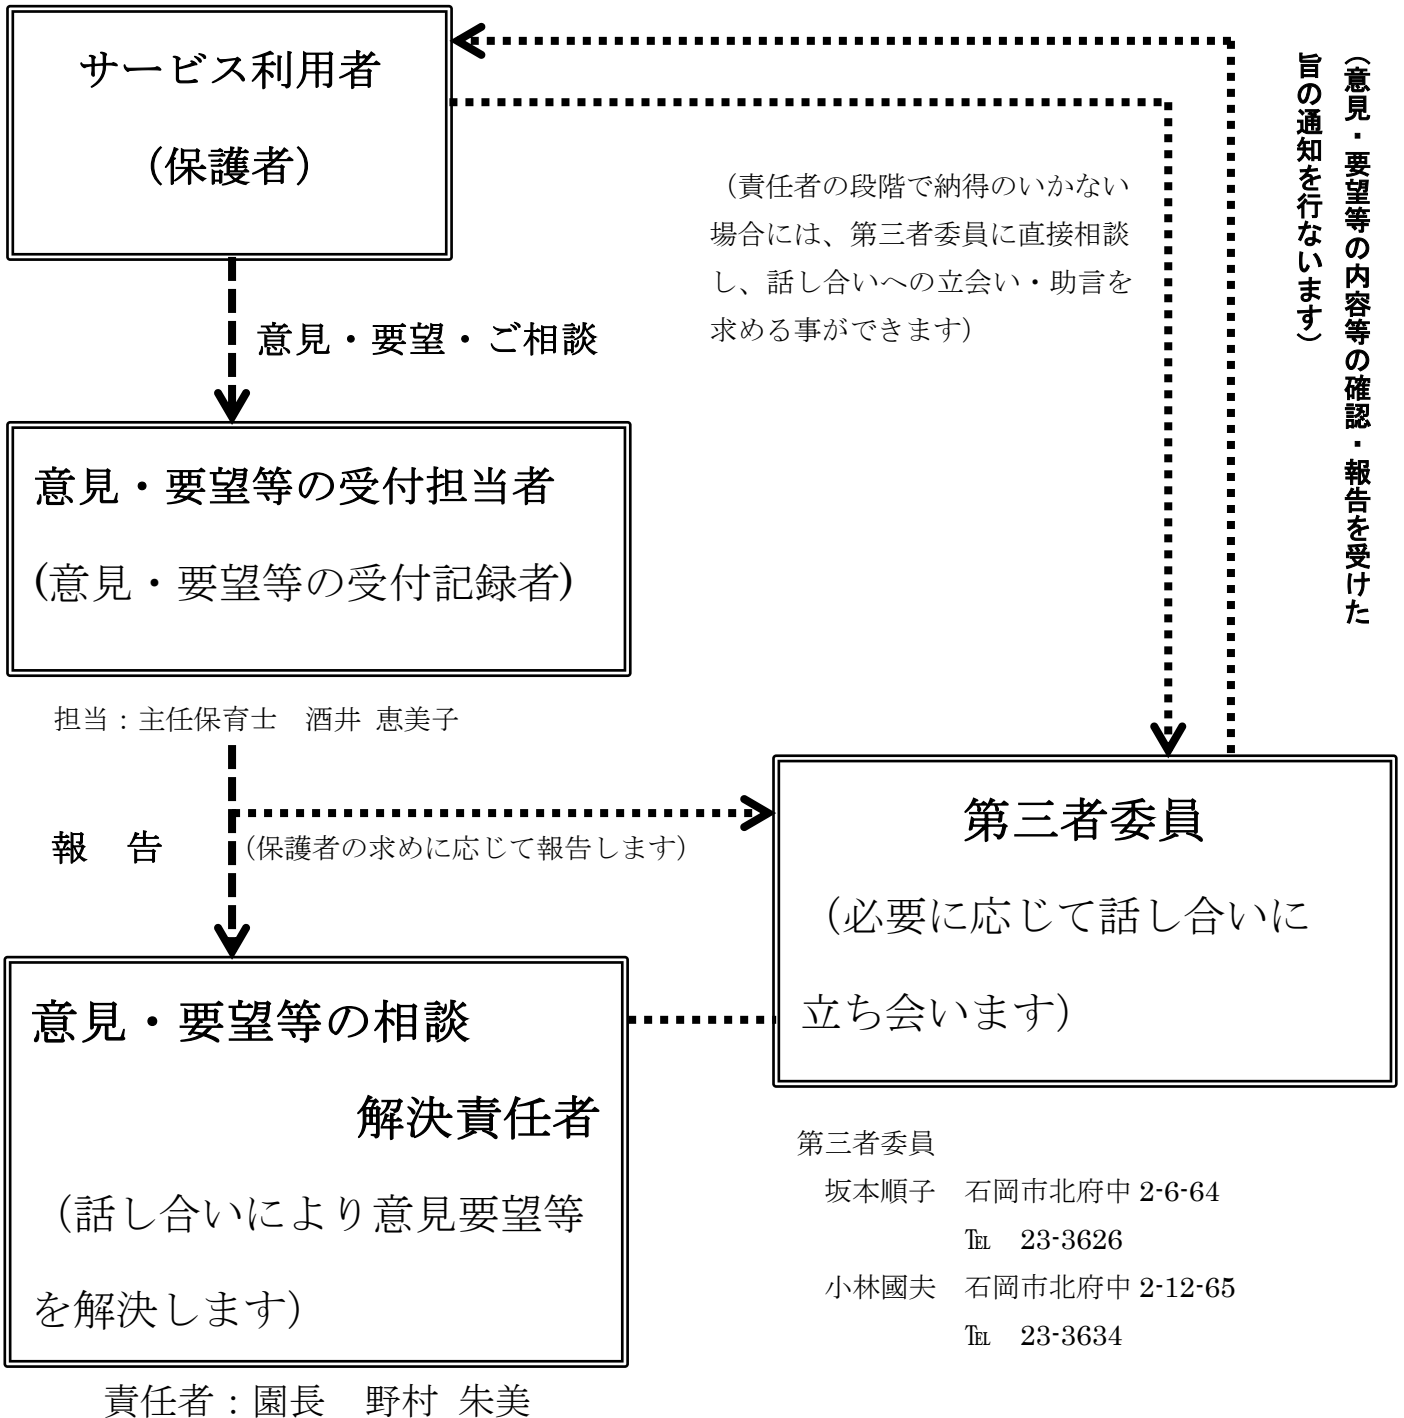 サービス利用者
（保護者）
（意見・要望等の内容等の確認・報告を受けた
旨の通知を行ないます）
（責任者の段階で納得のいかない
場合には、第三者委員に直接相談
し、話し合いへの立会い・助言を
求める事ができます）
意見・要望・ご相談
意見・要望等の受付担当者
(意見・要望等の受付記録者)
担当：主任保育士　酒井 恵美子
報　告
（保護者の求めに応じて報告します）
第三者委員
（必要に応じて話し合いに
立ち会います）
意見・要望等の相談
解決責任者
（話し合いにより意見要望等
を解決します）
責任者：園長　野村 朱美
第三者委員
坂本順子　石岡市北府中 2-6-64
℡　23-3626
小林國夫　石岡市北府中 2-12-65
℡　23-3634